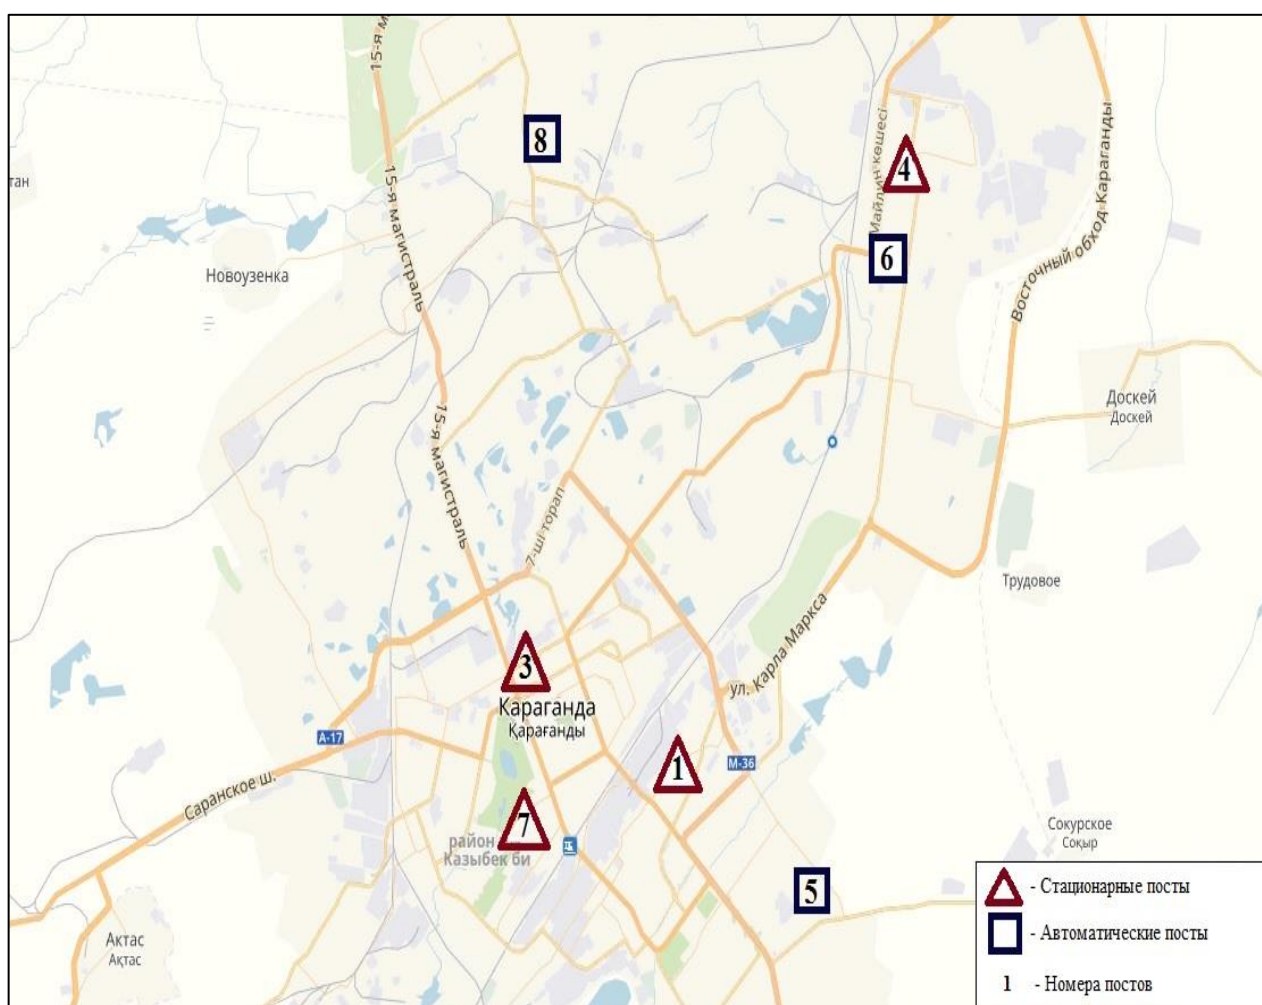 15-я м
8
4
Майлин көшесі
Восточный обход Караганды
тан
15-я магистраль
6
Новоузенка
Доскей
Доскей
15-я магистраль
7-ші торап
Трудовое
3
ул. Карла Маркса
Караганда
Қарағанды
А-17
1
М-36
Саранское ш.
7
район
Казыбек би
Сокурское
Соқыр
5
- Стационарные посты
- Автоматические посты
1 - Номера постов
Актас
Ақтас